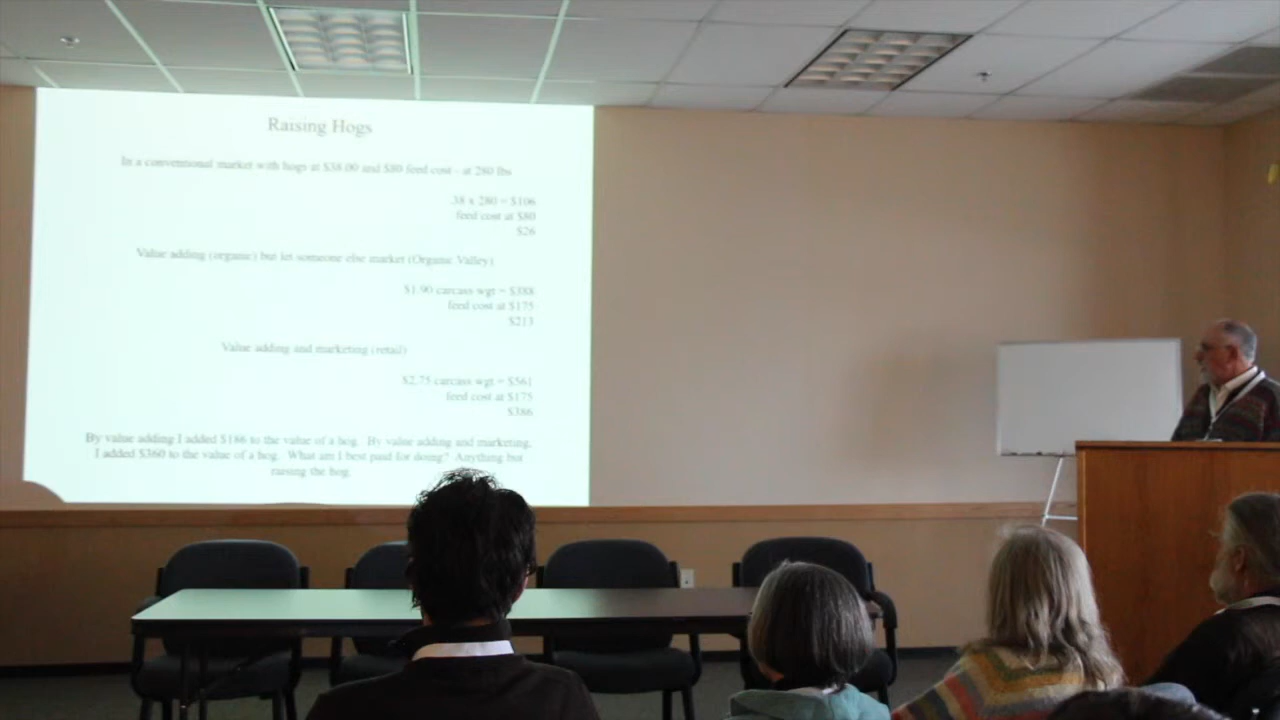 Raising Hogs
In a conventional market with hogs at $38.00 and $80 feed cost - at 280 lbs
.38 x 280 = $106
feed cost at $80
$26
Value adding (organic) but let someone else market (Organic Valley)
$1.90 carcass wgt = $388
feed cost at $175
$213
Value adding and marketing (retail)
$2.75 carcass wgt = $561
feed cost at $175
$386
By value adding I added $186 to the value of a hog. By value adding and marketing,
I added $360 to the value of a hog. What am I best paid for doing? Anything but
raising the hog.